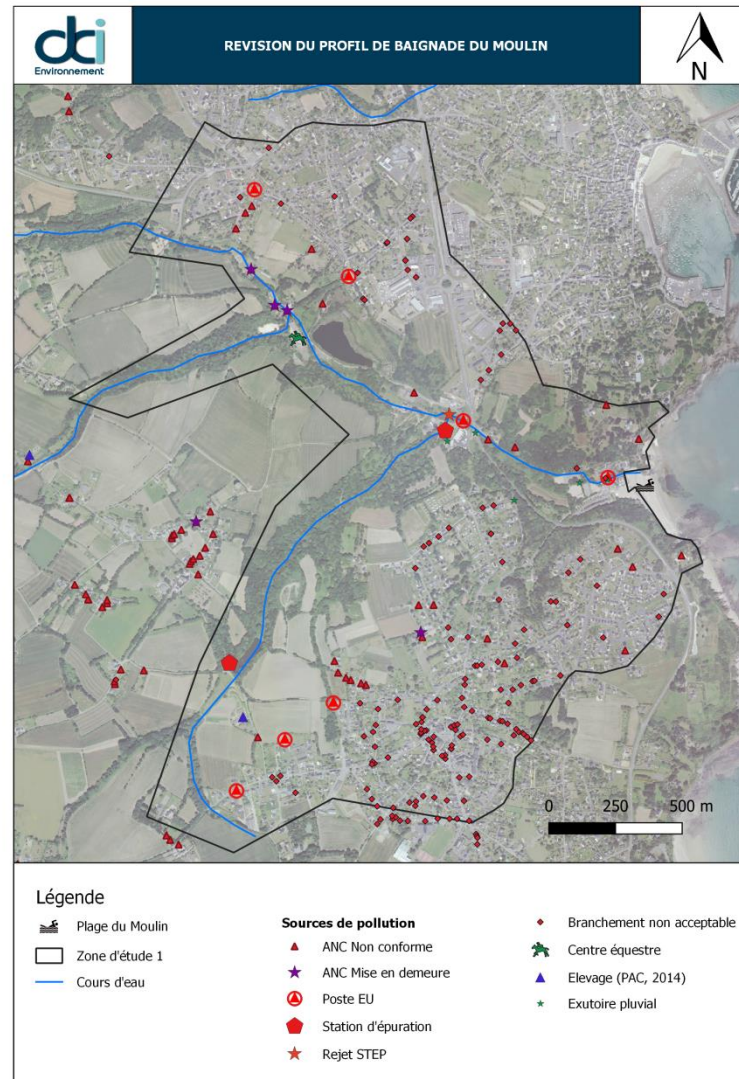 dci
Environnement
REVISION DU PROFIL DE BAIGNADE DU MOULIN
N
0 250 500 m
Légende
Plage du Moulin
Zone d'étude 1
Cours d'eau
Sources de pollution
ANC Non conforme
ANC Mise en demeure
Poste EU
Station d'épuration
Rejet STEP
Branchement non acceptable
Centre équestre
Elevage (PAC, 2014)
Exutoire pluvial